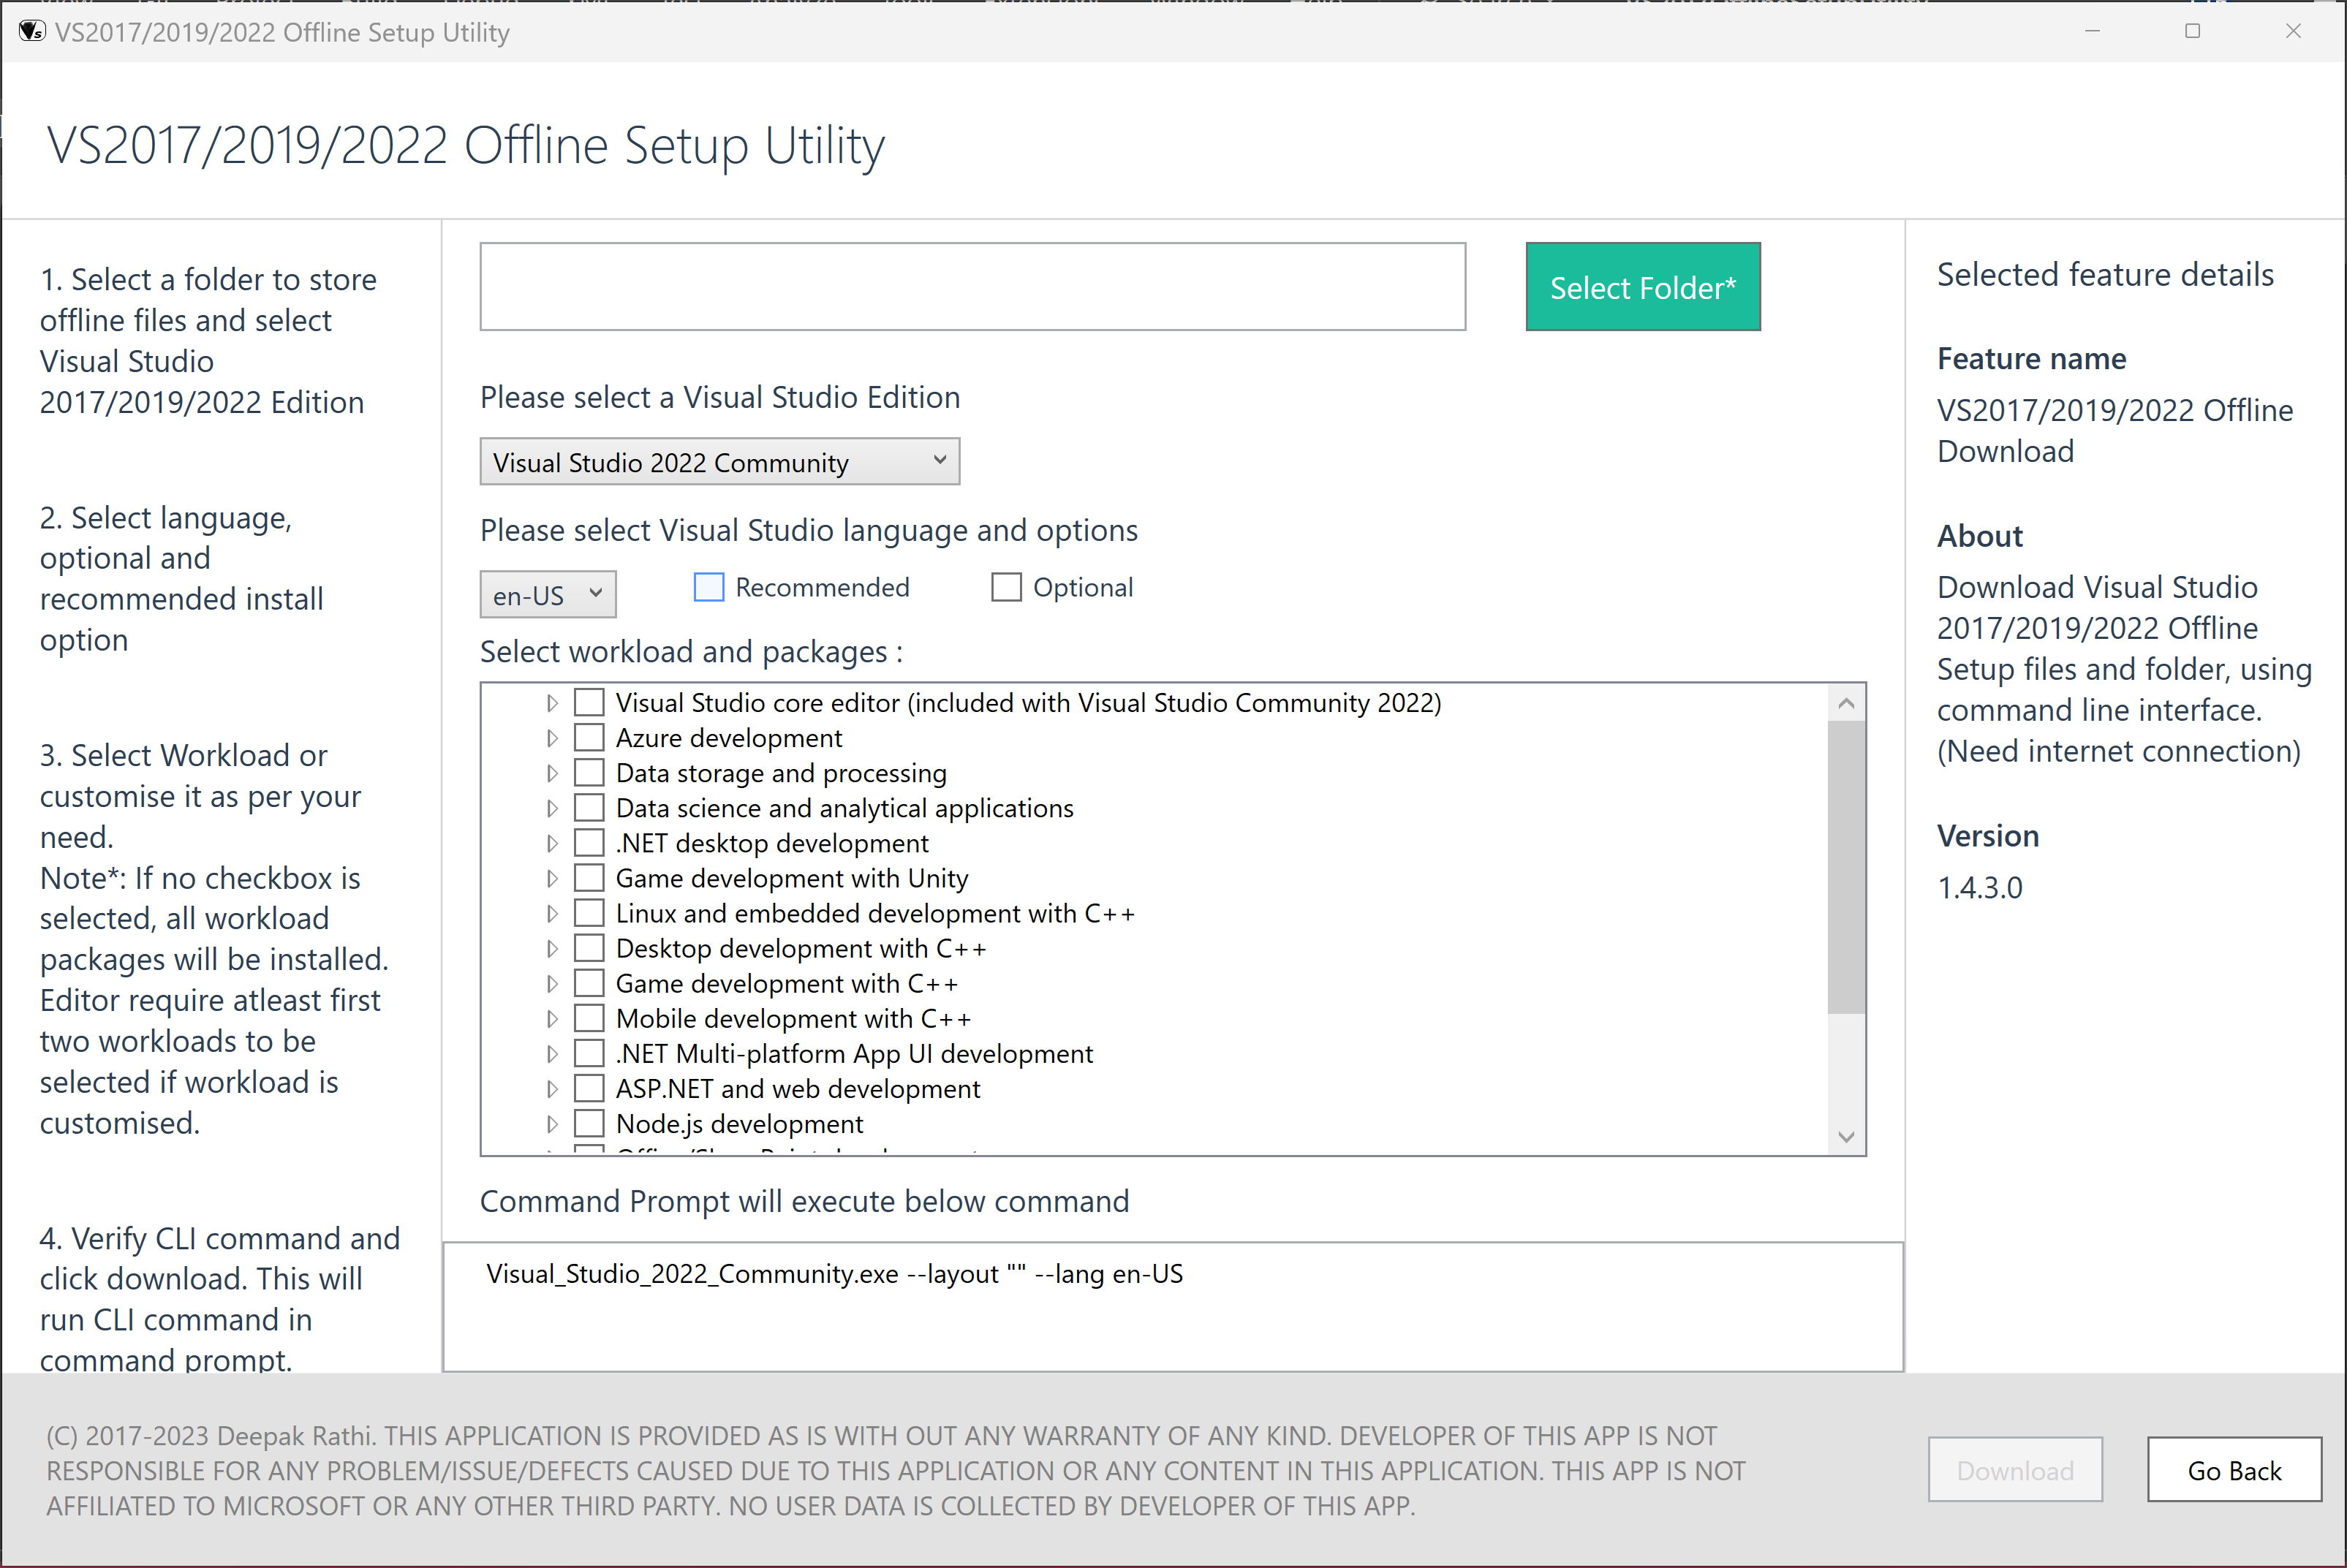 VS2017/2019/2022 Offline Setup Utility
VS2017/2019/2022 Offline Setup Utility
1. Select a folder to store
offline files and select
Visual Studio
2017/2019/2022 Edition
2. Select language,
optional and
recommended install
option
3. Select Workload or
customise it as per your
need.
Note*: If no checkbox is
selected, all workload
packages will be installed.
Editor require atleast first
two workloads to be
selected if workload is
customised.
4. Verify CLI command and
click download. This will
run CLI command in
command prompt.
Select Folder*
Please select a Visual Studio Edition
Visual Studio 2022 Community
Please select Visual Studio language and options
en-US
Recommended
Optional
Select workload and packages :
Visual Studio core editor (included with Visual Studio Community 2022)
Azure development
Data storage and processing
Data science and analytical applications
.NET desktop development
Game development with Unity
Linux and embedded development with C++
Desktop development with C++
Game development with C++
Mobile development with C++
.NET Multi-platform App UI development
ASP.NET and web development
Node.js development
Command Prompt will execute below command
Visual_Studio_2022_Community.exe --layout "" --lang en-US
Selected feature details
Feature name
VS2017/2019/2022 Offline
Download
About
Download Visual Studio
2017/2019/2022 Offline
Setup files and folder, using
command line interface.
(Need internet connection)
Version
1.4.3.0
(C) 2017-2023 Deepak Rathi. THIS APPLICATION IS PROVIDED AS IS WITH OUT ANY WARRANTY OF ANY KIND. DEVELOPER OF THIS APP IS NOT
RESPONSIBLE FOR ANY PROBLEM/ISSUE/DEFECTS CAUSED DUE TO THIS APPLICATION OR ANY CONTENT IN THIS APPLICATION. THIS APP IS NOT
AFFILIATED TO MICROSOFT OR ANY OTHER THIRD PARTY. NO USER DATA IS COLLECTED BY DEVELOPER OF THIS APP.
Download
Go Back